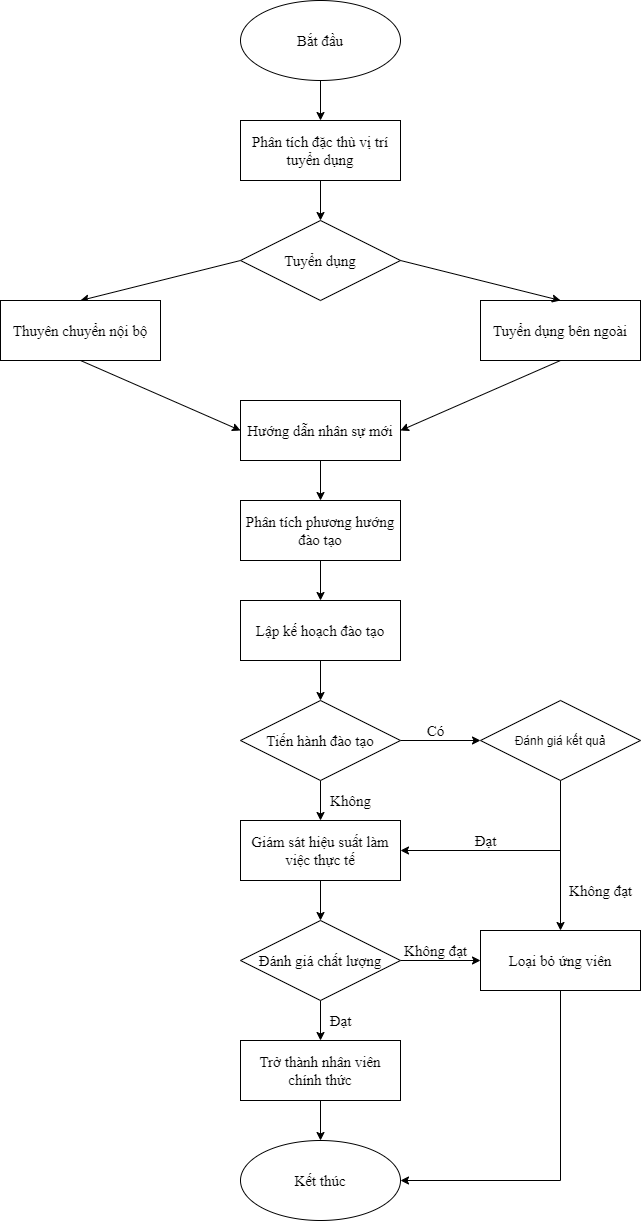 Bắt đầu
Phân tích đặc thù vị trí
tuyển dụng
Tuyển dụng
Thuyên chuyển nội bộ
Tuyển dụng bên ngoài
Hướng dẫn nhân sự mới
Phân tích phương hướng
đào tạo
Lập kế hoạch đào tạo
Tiến hành đào tạo
Có
Đánh giá kết quả
Không
Giám sát hiệu suất làm
việc thực tế
Đạt
Không đạt
Đánh giá chất lượng
Không đạt
Loại bỏ ứng viên
Đạt
Trở thành nhân viên
chính thức
Kết thúc